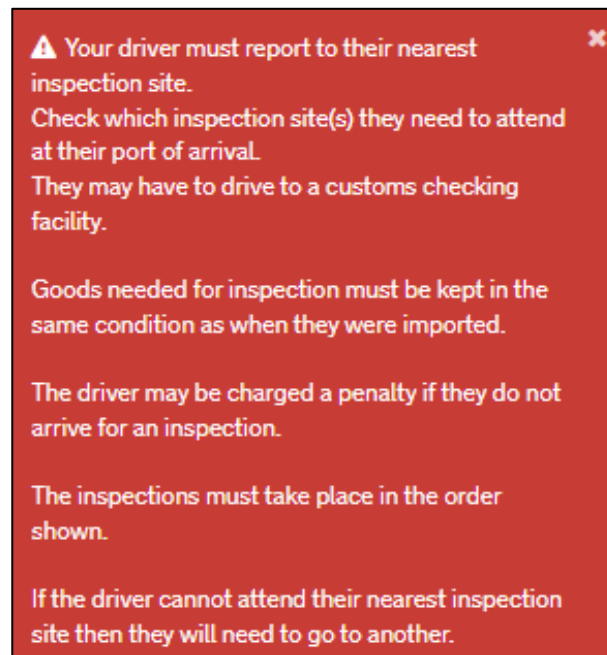 Your driver must report to their nearest
inspection site.
Check which inspection site(s) they need to attend
at their port of arrival.
They may have to drive to a customs checking
facility.
Goods needed for inspection must be kept in the
same condition as when they were imported.
The driver may be charged a penalty if they do not
arrive for an inspection.
The inspections must take place in the order
shown.
If the driver cannot attend their nearest inspection
site then they will need to go to another.